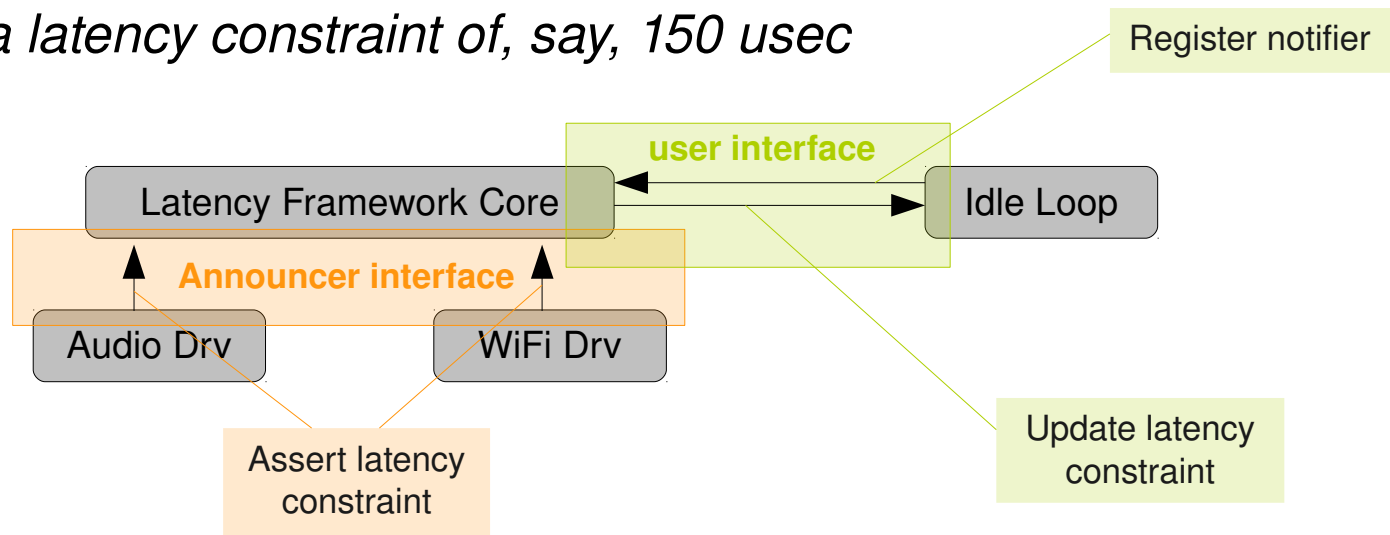 a latency constraint of, say, 150 usec
Register notifier
user interface
Latency Framework Core
Idle Loop
Announcer interface
Audio Drv
WiFi Drv
Assert latency
constraint
Update latency
constraint